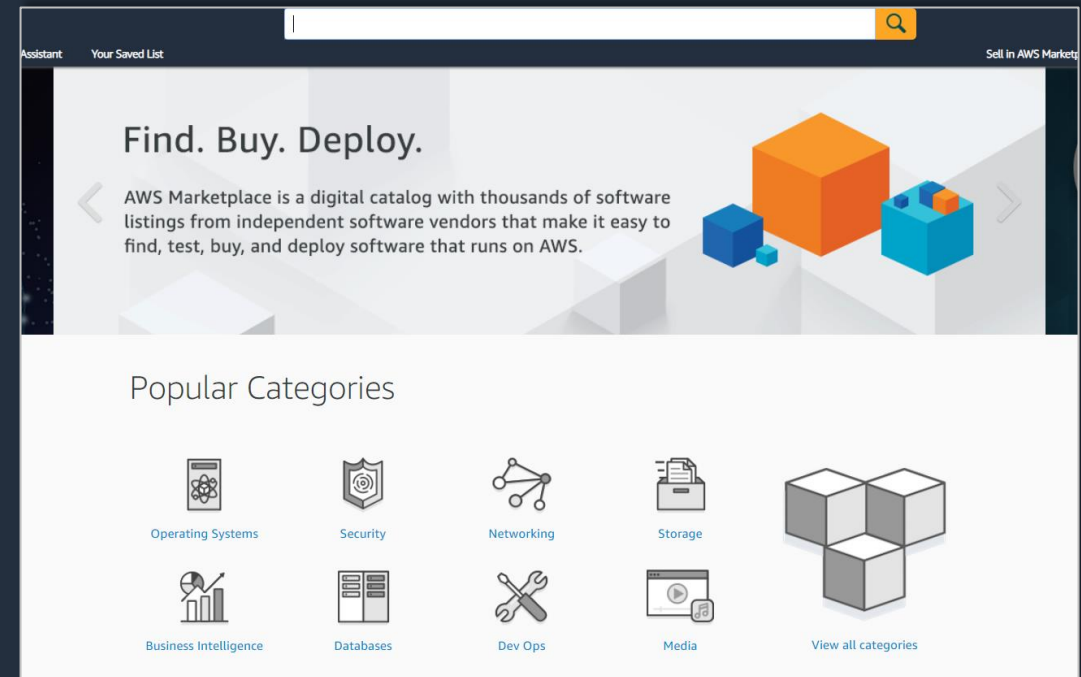 Assistant Your Saved List Sell in AWS
Find. Buy. Deploy.
AWS Marketplace is a digital catalog with thousands of software
listings from independent software vendors that make it easy to
find, test, buy, and deploy software that runs on AWS.
Popular Categories
Operating Systems Security Networking Storage
Business Intelligence Databases Dev Ops Media View all categories